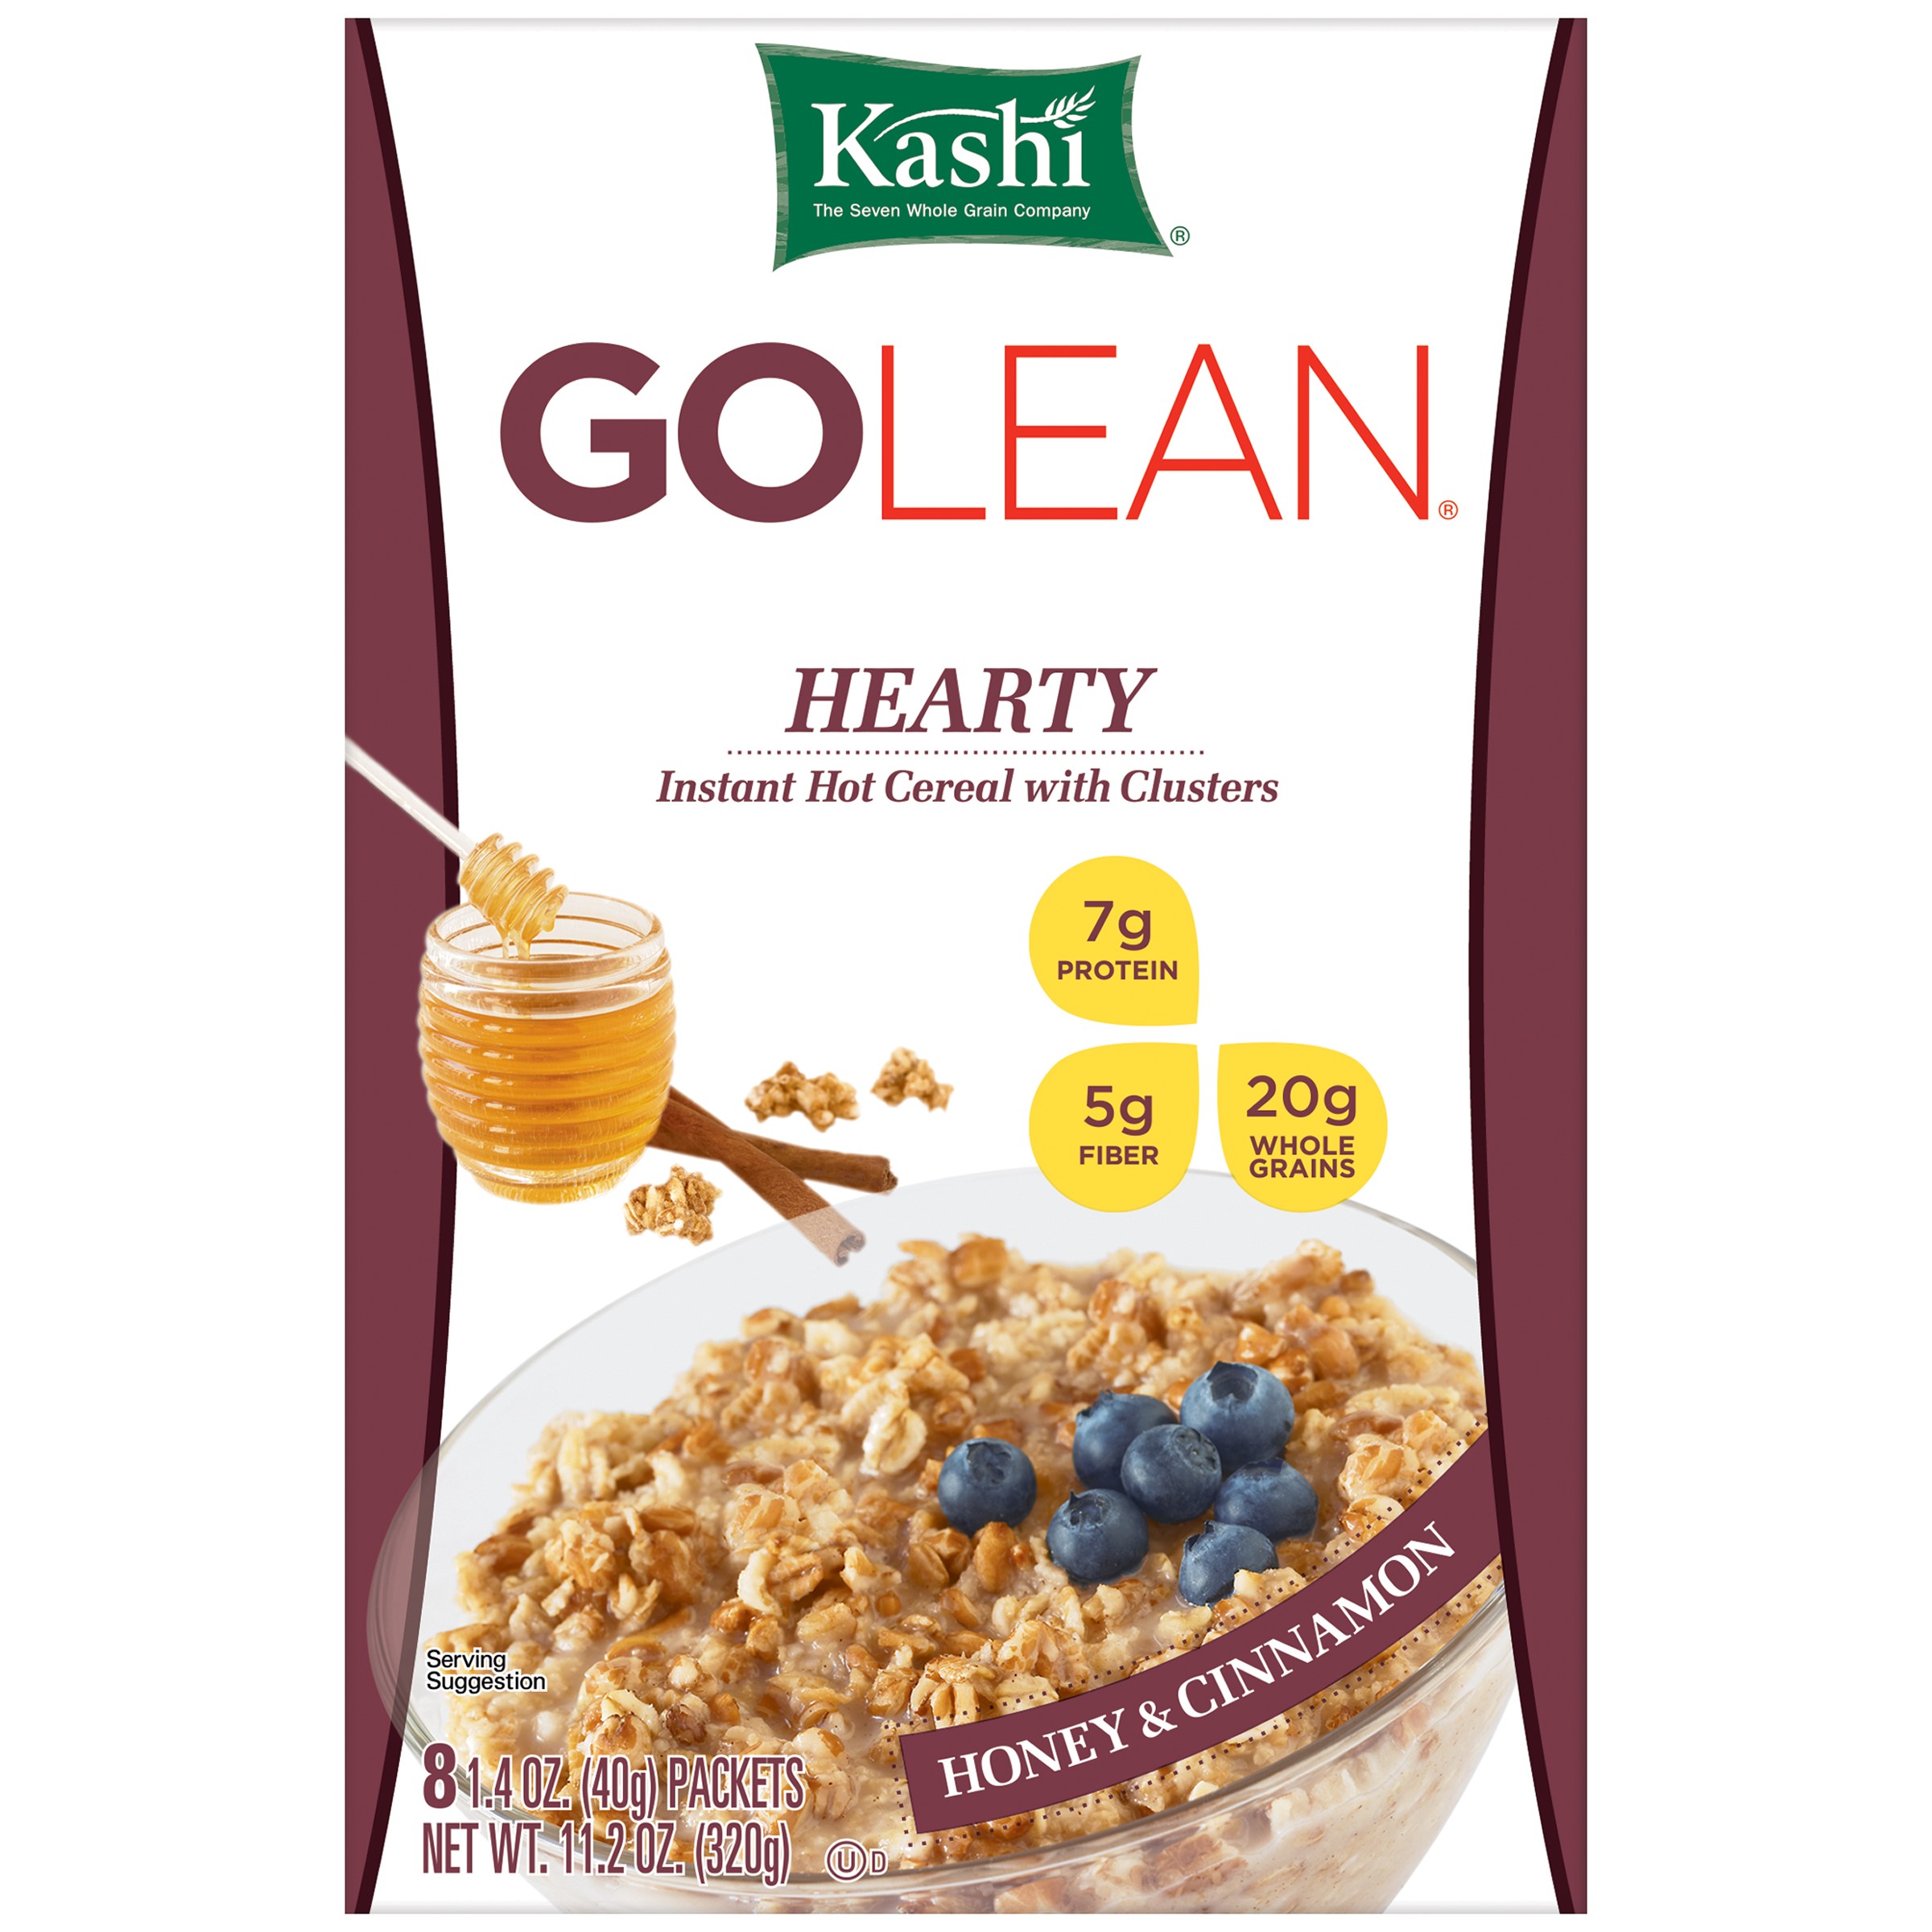 Kashi
The Seven Whole Grain Company
®
GOLEAN®
HEARTY
Instant Hot Cereal with Clusters
7g
PROTEIN
5g
FIBER
20g
WHOLE
GRAINS
HONEY & CINNAMON
Serving
Suggestion
8 1.4 OZ. (40g) PACKETS
NET WT. 11.2 OZ. (320g) Ⓤ D